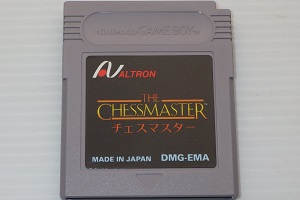 Nintendo GAME BOY
ALTRON
THE
CHESSMASTER
チェスマスター
MADE IN JAPAN DMG-EMA